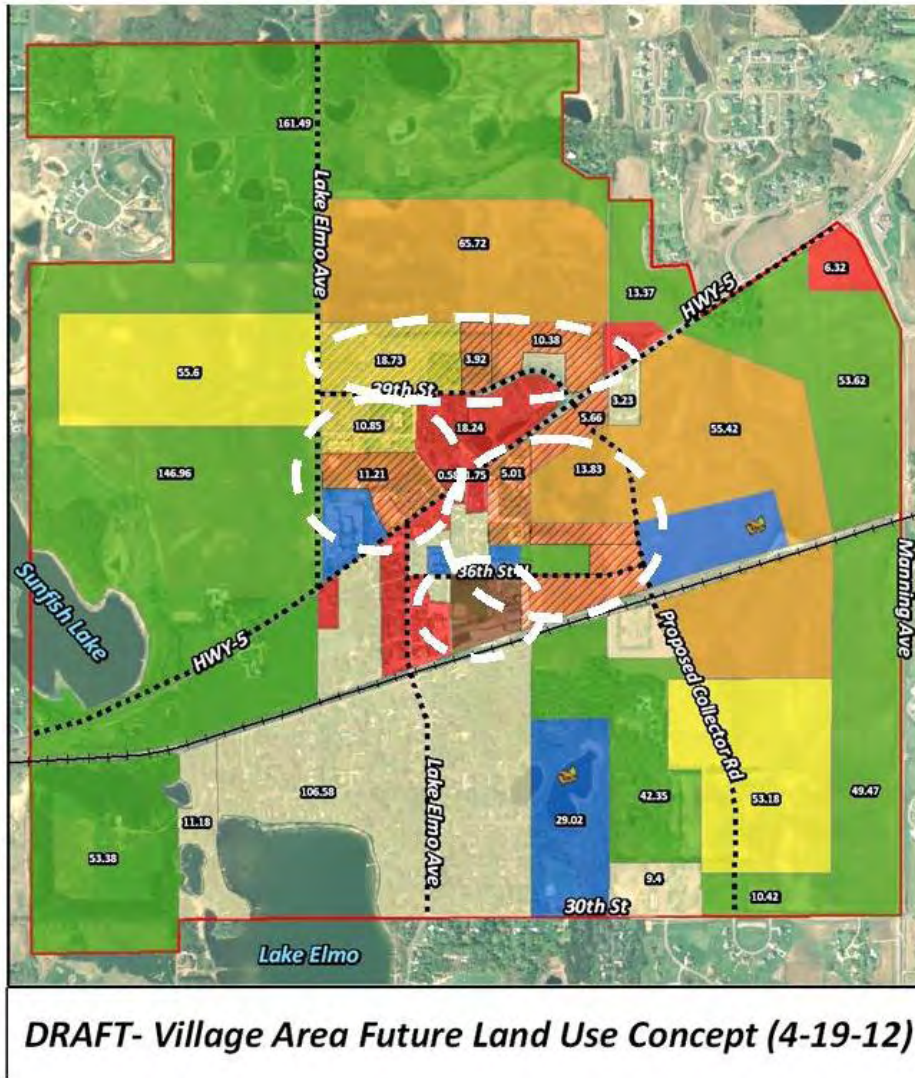 161.49
Lake Elmo Ave
65.72
6.32
13.37
HWY-5
10.38
18.73
3.92
55.6
39th St
3.23
53.62
5.66
10.85
18.24
55.42
146.96
11.21
0.58
1.75
5.01
13.83
36th St N
Manning Ave
Sunfish Lake
HWY-5
Proposed Collector Rd
Lake Elmo Ave
106.58
11.18
29.02
42.35
53.18
49.47
53.38
9.4
10.42
30th St
Lake Elmo
DRAFT- Village Area Future Land Use Concept (4-19-12)